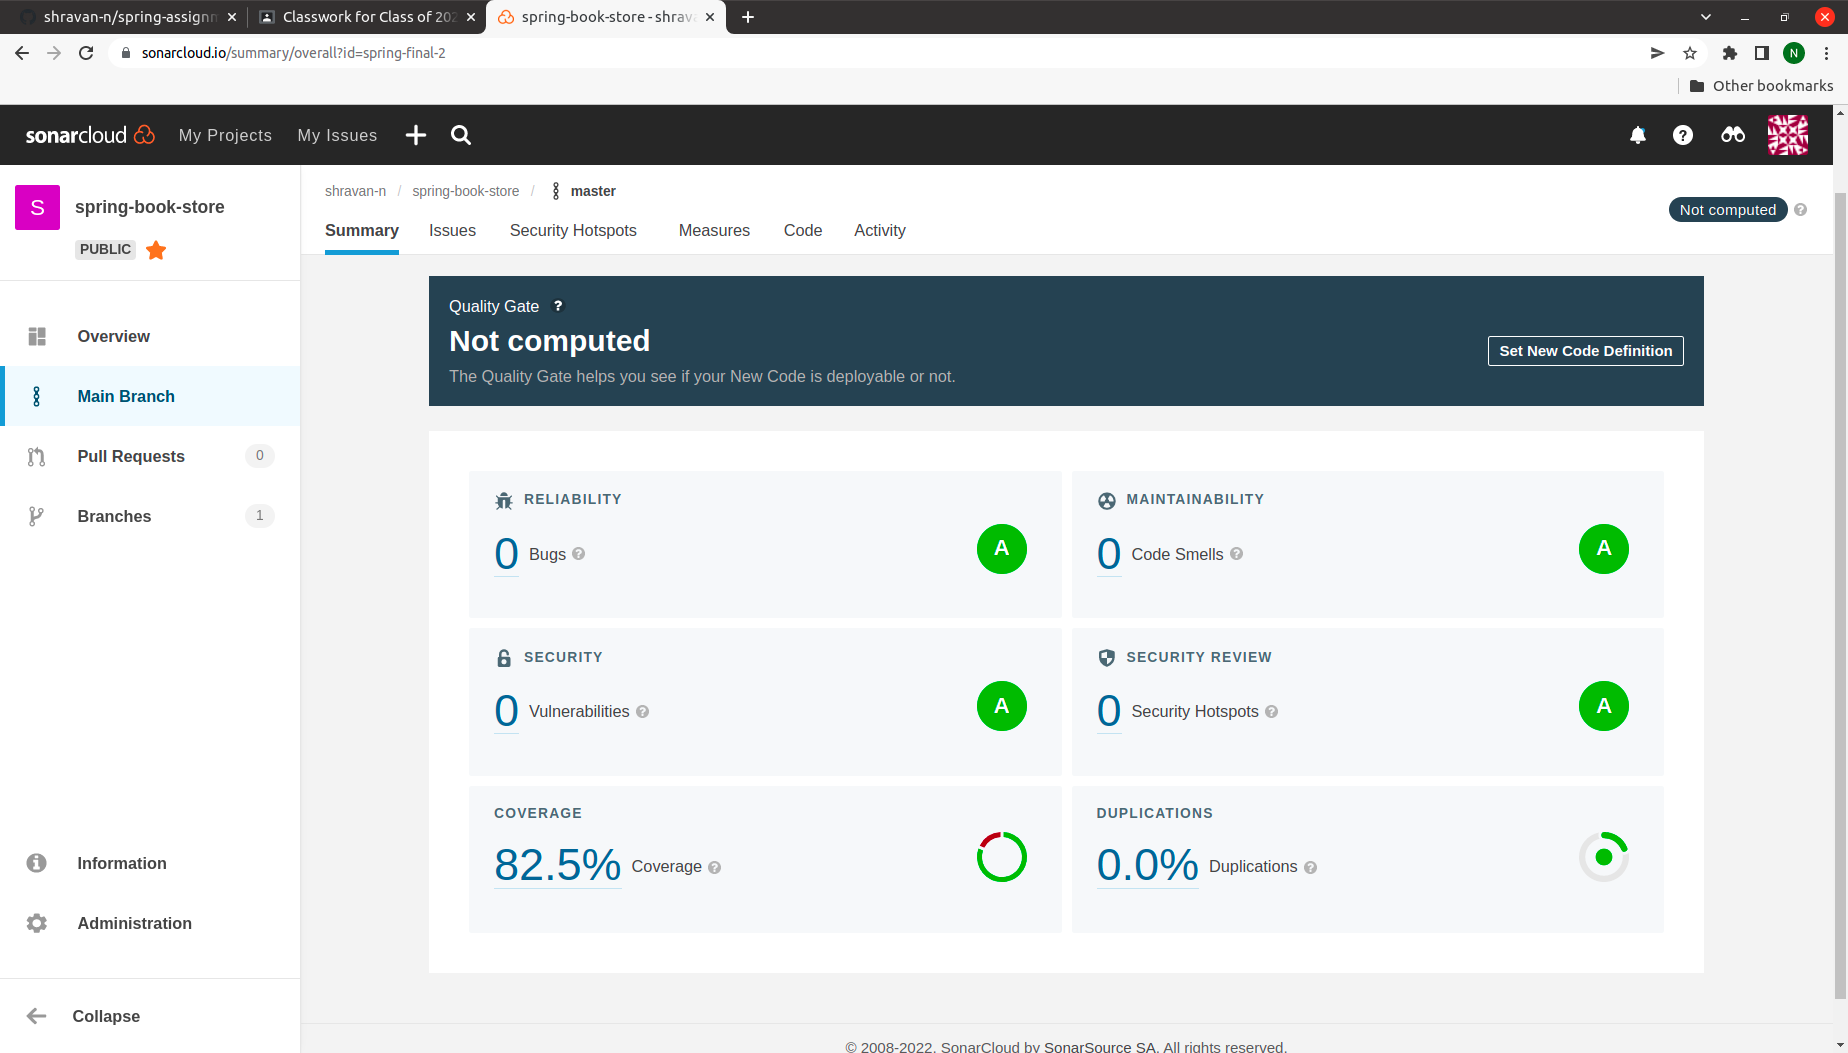 shravan-n/spring-assignm
Classwork for Class of 202
spring-book-store - shrava
sonarcloud.io/summary/overall?id=spring-final-2
N
Other bookmarks
sonarcloud My Projects My Issues
S spring-book-store
PUBLIC
shravan-n / spring-book-store / master
Not computed
Summary Issues Security Hotspots Measures Code Activity
Overview
Main Branch
Pull Requests 0
Branches 1
Information
Administration
Collapse
Quality Gate
Not computed
The Quality Gate helps you see if your New Code is deployable or not.
Set New Code Definition
RELIABILITY
0 Bugs A
MAINTAINABILITY
0 Code Smells A
SECURITY
0 Vulnerabilities A
SECURITY REVIEW
0 Security Hotspots A
COVERAGE
82.5% Coverage
DUPLICATIONS
0.0% Duplications
© 2008-2022, SonarCloud by SonarSource SA. All rights reserved.